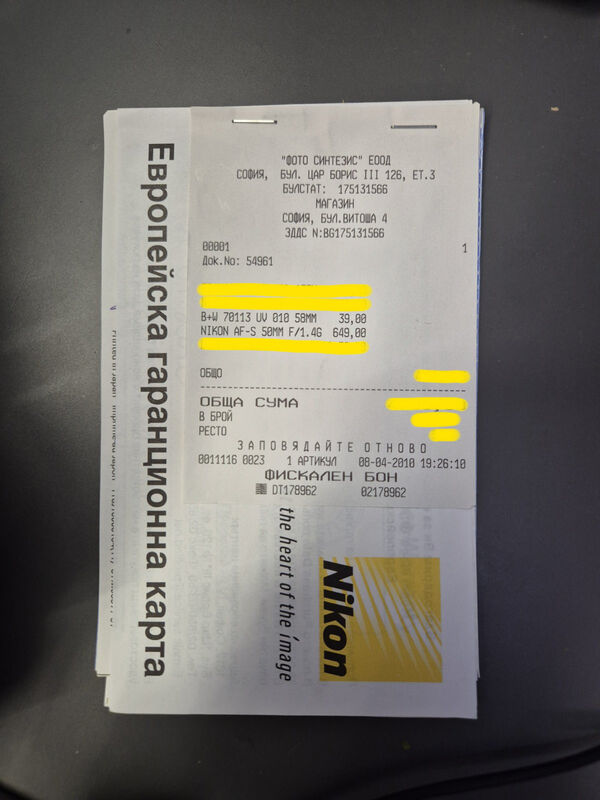 "ФОТО СИНТЕЗИС" ЕООД
СОФИЯ, БУЛ. ЦАР БОРИС III 126, ЕТ.3
БУЛСТАТ: 175131566
МАГАЗИН
СОФИЯ, БУЛ.ВИТОША 4
ЗДДС N:BG175131566
00001 1
Док.No: 54961
B+W 70113 UV 010 58MM 39,00
NIKON AF-S 50MM F/1.4G 649,00
ОБЩО
ОБЩА СУМА
В БРОЙ
РЕСТО
ЗАПОВЯДАЙТЕ ОТНОВО
0011116 0023 1 АРТИКУЛ 08-04-2010 19:26:10
ФИСКАЛЕН БОН
DT178962 02178962
Европейска гаранционна карта
the heart of the image
Nikon